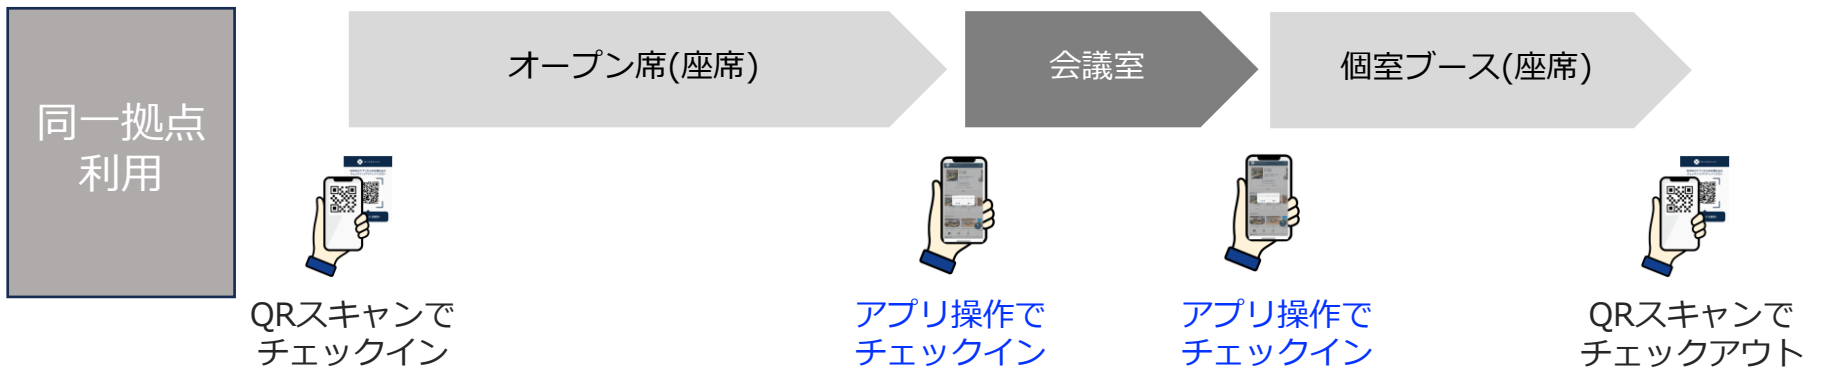 同一拠点
利用
オープン席(座席)
会議室
個室ブース(座席)
QRスキャンで
チェックイン
アプリ操作で
チェックイン
アプリ操作で
チェックイン
QRスキャンで
チェックアウト